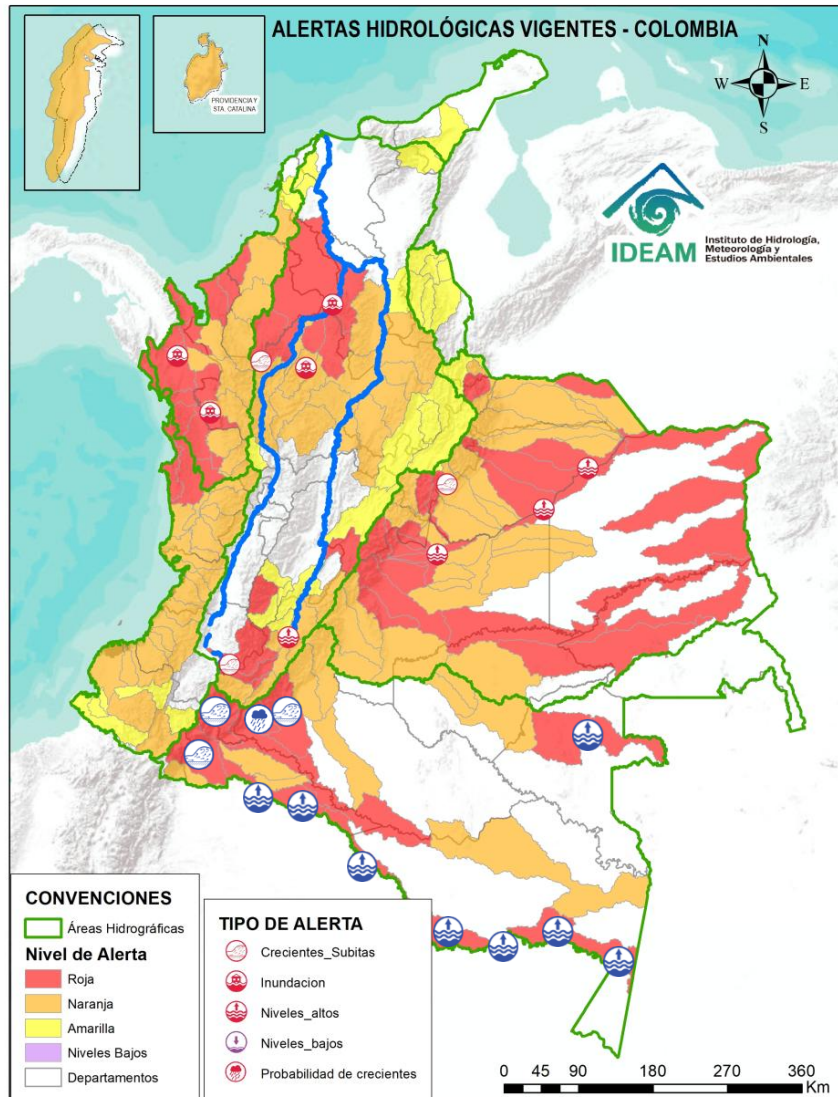 ALERTAS HIDROLÓGICAS VIGENTES - COLOMBIA
PROVIDENCIA Y
STA. CATALINA
N
W
E
S
IDEAM
Instituto de Hidrología,
Meteorología y
Estudios Ambientales
CONVENCIONES
Áreas Hidrográficas
Nivel de Alerta
Roja
Naranja
Amarilla
Niveles Bajos
Departamentos
TIPO DE ALERTA
Crecientes_Subitas
Inundacion
Niveles_altos
Niveles_bajos
Probabilidad de crecientes
0 45 90 180 270 360
Km